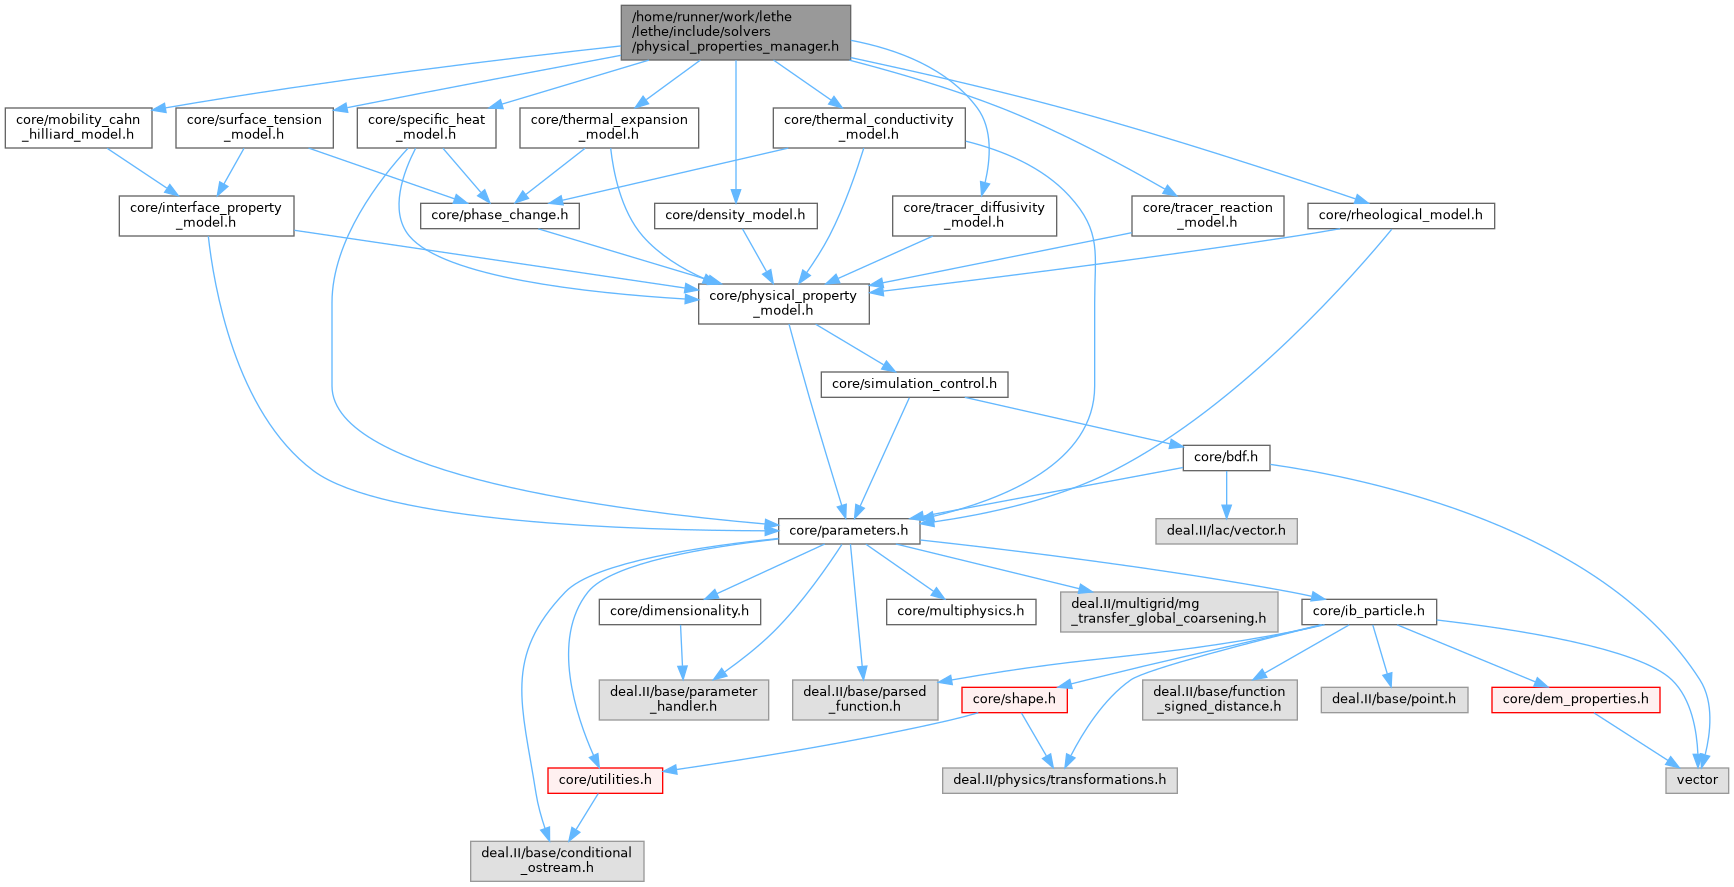 /home/runner/work/lethe
/lethe/include/solvers
/physical_properties_manager.h
core/mobility_cahn
_hilliard_model.h
core/surface_tension
_model.h
core/specific_heat
_model.h
core/thermal_expansion
_model.h
core/thermal_conductivity
_model.h
core/interface_property
_model.h
core/phase_change.h
core/density_model.h
core/tracer_diffusivity
_model.h
core/tracer_reaction
_model.h
core/rheological_model.h
core/physical_property
_model.h
core/simulation_control.h
core/bdf.h
core/parameters.h
deal.II/lac/vector.h
core/dimensionality.h
core/multiphysics.h
deal.II/multigrid/mg
_transfer_global_coarsening.h
core/ib_particle.h
deal.II/base/parameter
_handler.h
deal.II/base/parsed
_function.h
core/shape.h
deal.II/base/function
_signed_distance.h
deal.II/base/point.h
core/dem_properties.h
core/utilities.h
deal.II/physics/transformations.h
vector
deal.II/base/conditional
_ostream.h